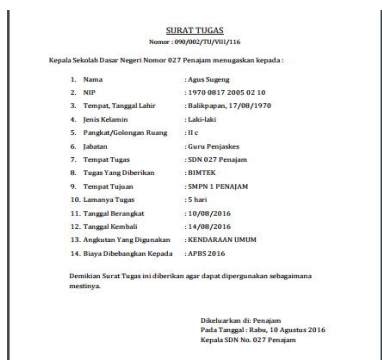 SURAT TUGAS
Nomor : 090/002/TU/VIII/116
Kepala Sekolah Dasar Negeri Nomor 027 Penajam menugaskan kepada :
1. Nama : Agus Sugeng
2. NIP : 1970 0817 2005 02 10
3. Tempat, Tanggal Lahir : Balikpapan, 17/08/1970
4. Jenis Kelamin : Laki-laki
5. Pangkat/Golongan Ruang : II c
6. Jabatan : Guru Penjaskes
7. Tempat Tugas : SDN 027 Penajam
8. Tugas Yang Diberikan : BIMTEK
9. Tempat Tujuan : SMPN 1 PENAJAM
10. Lamanya Tugas : 5 hari
11. Tanggal Berangkat : 10/08/2016
12. Tanggal Kembali : 14/08/2016
13. Angkutan Yang Digunakan : KENDARAAN UMUM
14. Biaya Dibebangkan Kepada : APBS 2016
Demikian Surat Tugas ini diberikan agar dapat dipergunakan sebagaimana
mestinya.
Dikeluarkan di: Penajam
Pada Tanggal : Rabu, 10 Agustus 2016
Kepala SDN No. 027 Penajam